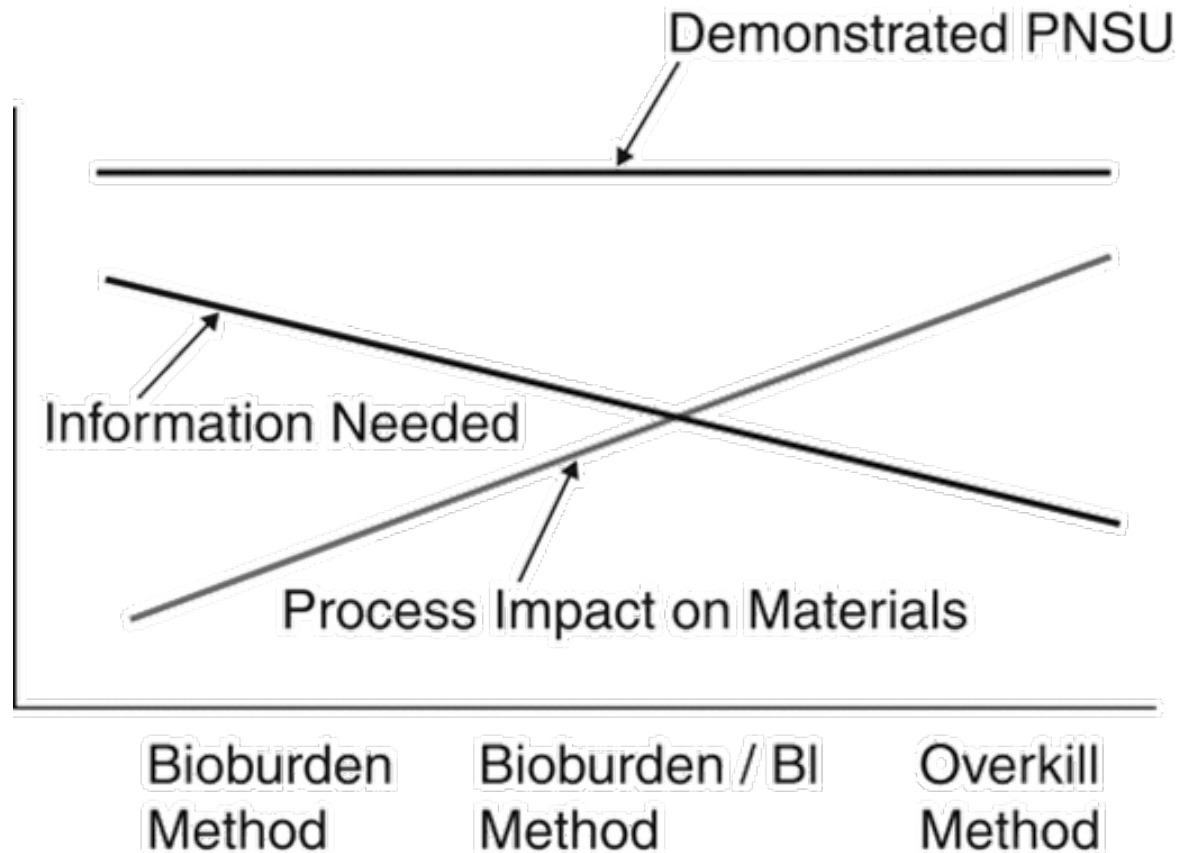 Demonstrated PNSU
Information Needed
Process Impact on Materials
Bioburden
Method
Bioburden / BI
Method
Overkill
Method